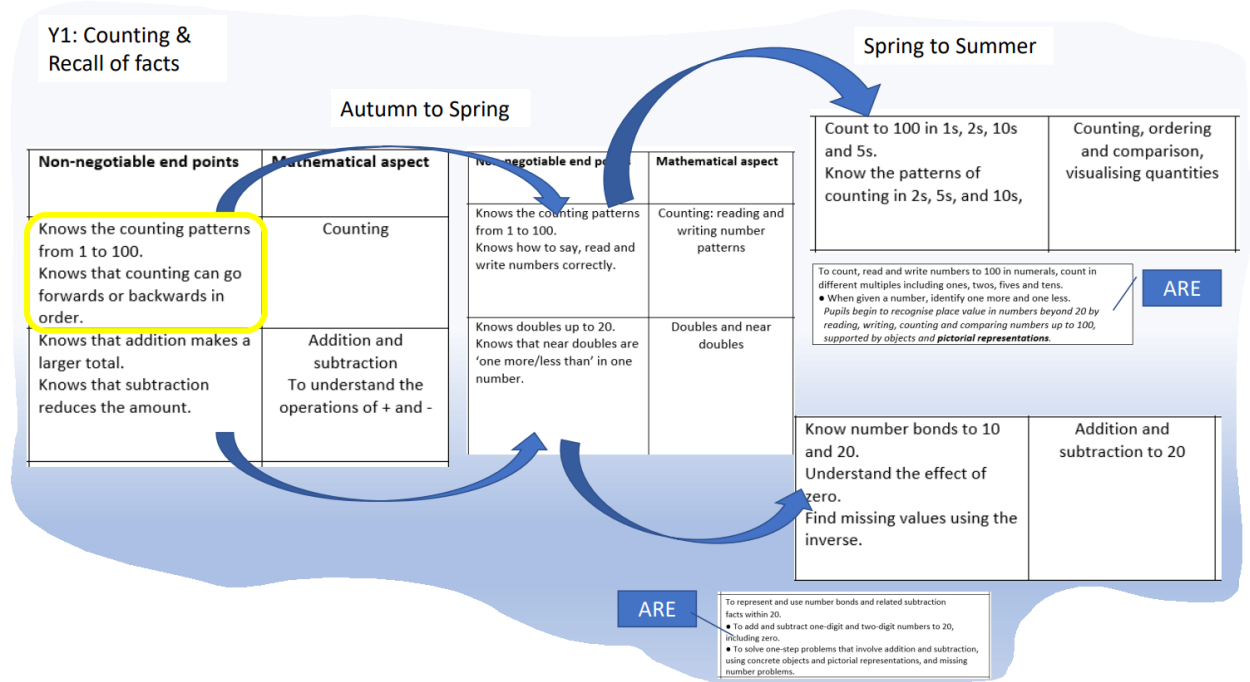 Y1: Counting &
Recall of facts
Autumn to Spring
Spring to Summer
Non-negotiable end points
Mathematical aspect
Knows the counting patterns
from 1 to 100.
Knows that counting can go
forwards or backwards in
order.
Counting
Knows that addition makes a
larger total.
Knows that subtraction
reduces the amount.
Addition and
subtraction
To understand the
operations of + and -
Non-negotiable end points
Mathematical aspect
Knows the counting patterns
from 1 to 100.
Knows how to say, read and
write numbers correctly.
Counting: reading and
writing number
patterns
Knows doubles up to 20.
Knows that near doubles are
‘one more/less than’ in one
number.
Doubles and near
doubles
Count to 100 in 1s, 2s, 10s
and 5s.
Know the patterns of
counting in 2s, 5s, and 10s,
Counting, ordering
and comparison,
visualising quantities
To count, read and write numbers to 100 in numerals, count in
different multiples including ones, twos, fives and tens.
● When given a number, identify one more and one less.
Pupils begin to recognise place value in numbers beyond 20 by
reading, writing, counting and comparing numbers up to 100,
supported by objects and pictorial representations.
ARE
Know number bonds to 10
and 20.
Understand the effect of
zero.
Find missing values using the
inverse.
Addition and
subtraction to 20
ARE
To represent and use number bonds and related subtraction
facts within 20.
● To add and subtract one-digit and two-digit numbers to 20,
including zero.
● To solve one-step problems that involve addition and subtraction,
using concrete objects and pictorial representations, and missing
number problems.